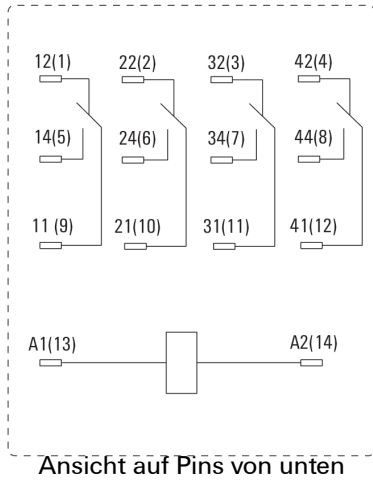 12(1) 22(2) 32(3) 42(4)
14(5) 24(6) 34(7) 44(8)
11 (9) 21(10) 31(11) 41(12)
A1(13) A2(14)
Ansicht auf Pins von unten